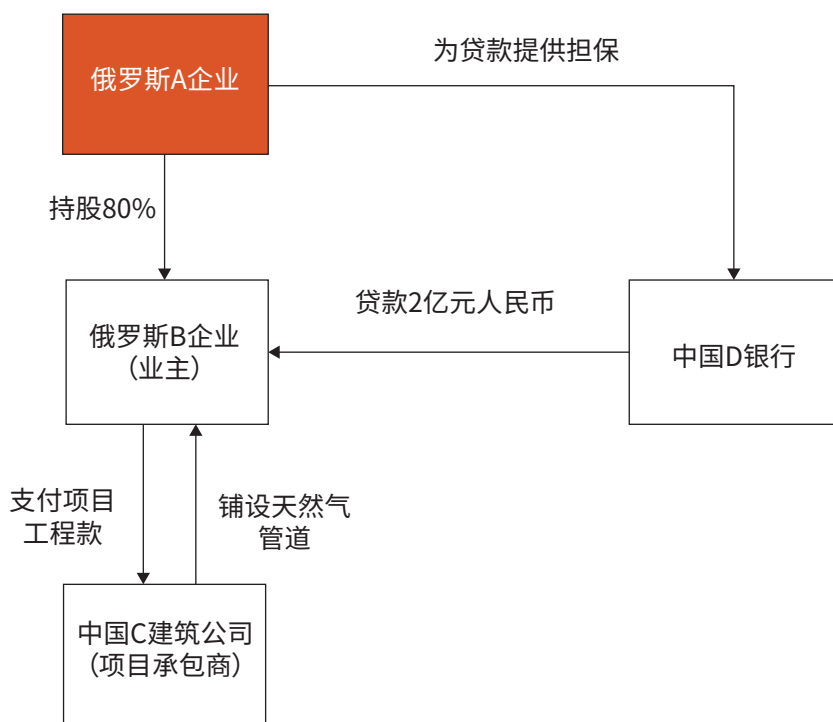 为贷款提供担保
俄罗斯A企业
持股80%
贷款2亿元人民币
俄罗斯B企业
（业主）
中国D银行
支付项目
工程款
铺设天然气
管道
中国C建筑公司
（项目承包商）